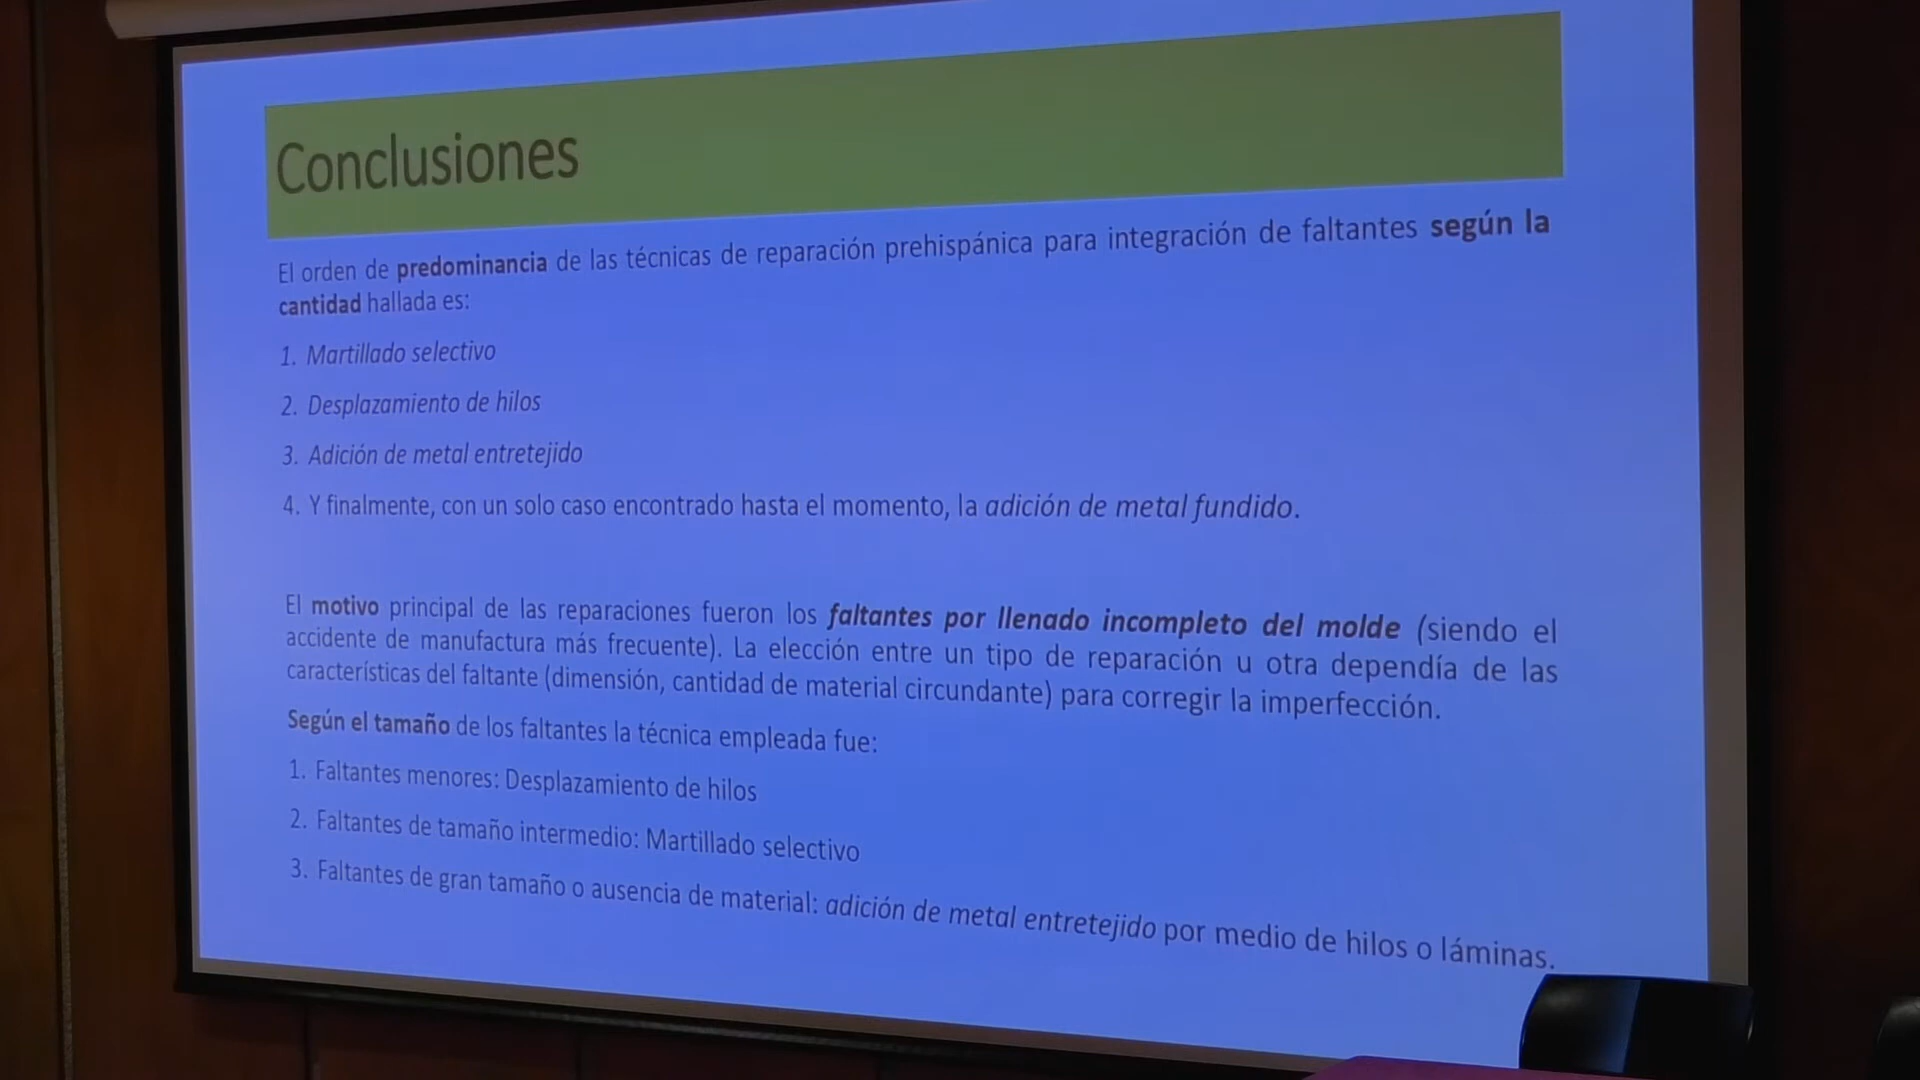 Conclusiones
El orden de predominancia de las técnicas de reparación prehispánica para integración de faltantes según la
cantidad hallada es:
1. Martillado selectivo
2. Desplazamiento de hilos
3. Adición de metal entretejido
4. Y finalmente, con un solo caso encontrado hasta el momento, la adición de metal fundido.
El motivo principal de las reparaciones fueron los faltantes por llenado incompleto del molde (siendo el
accidente de manufactura más frecuente). La elección entre un tipo de reparación u otra dependía de las
características del faltante (dimensión, cantidad de material circundante) para corregir la imperfección.
Según el tamaño de los faltantes la técnica empleada fue:
1. Faltantes menores: Desplazamiento de hilos
2. Faltantes de tamaño intermedio: Martillado selectivo
3. Faltantes de gran tamaño o ausencia de material: adición de metal entretejido por medio de hilos o láminas.